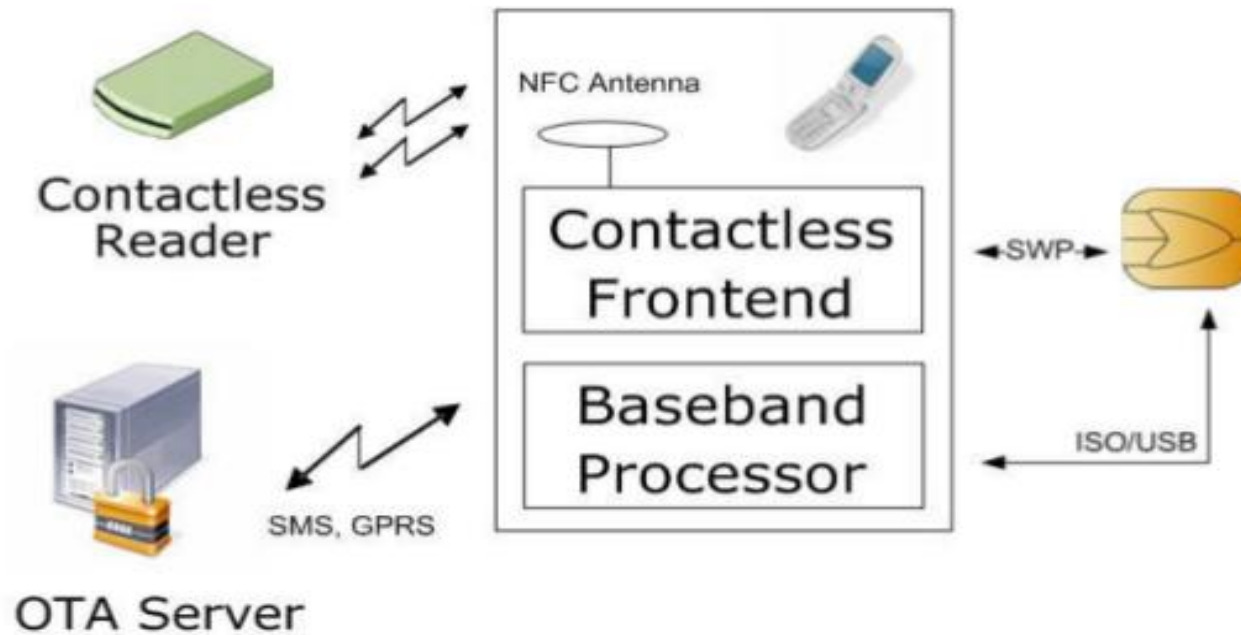 NFC Antenna
Contactless
Reader
Contactless
Frontend
SWP
Baseband
Processor
ISO/USB
SMS, GPRS
OTA Server